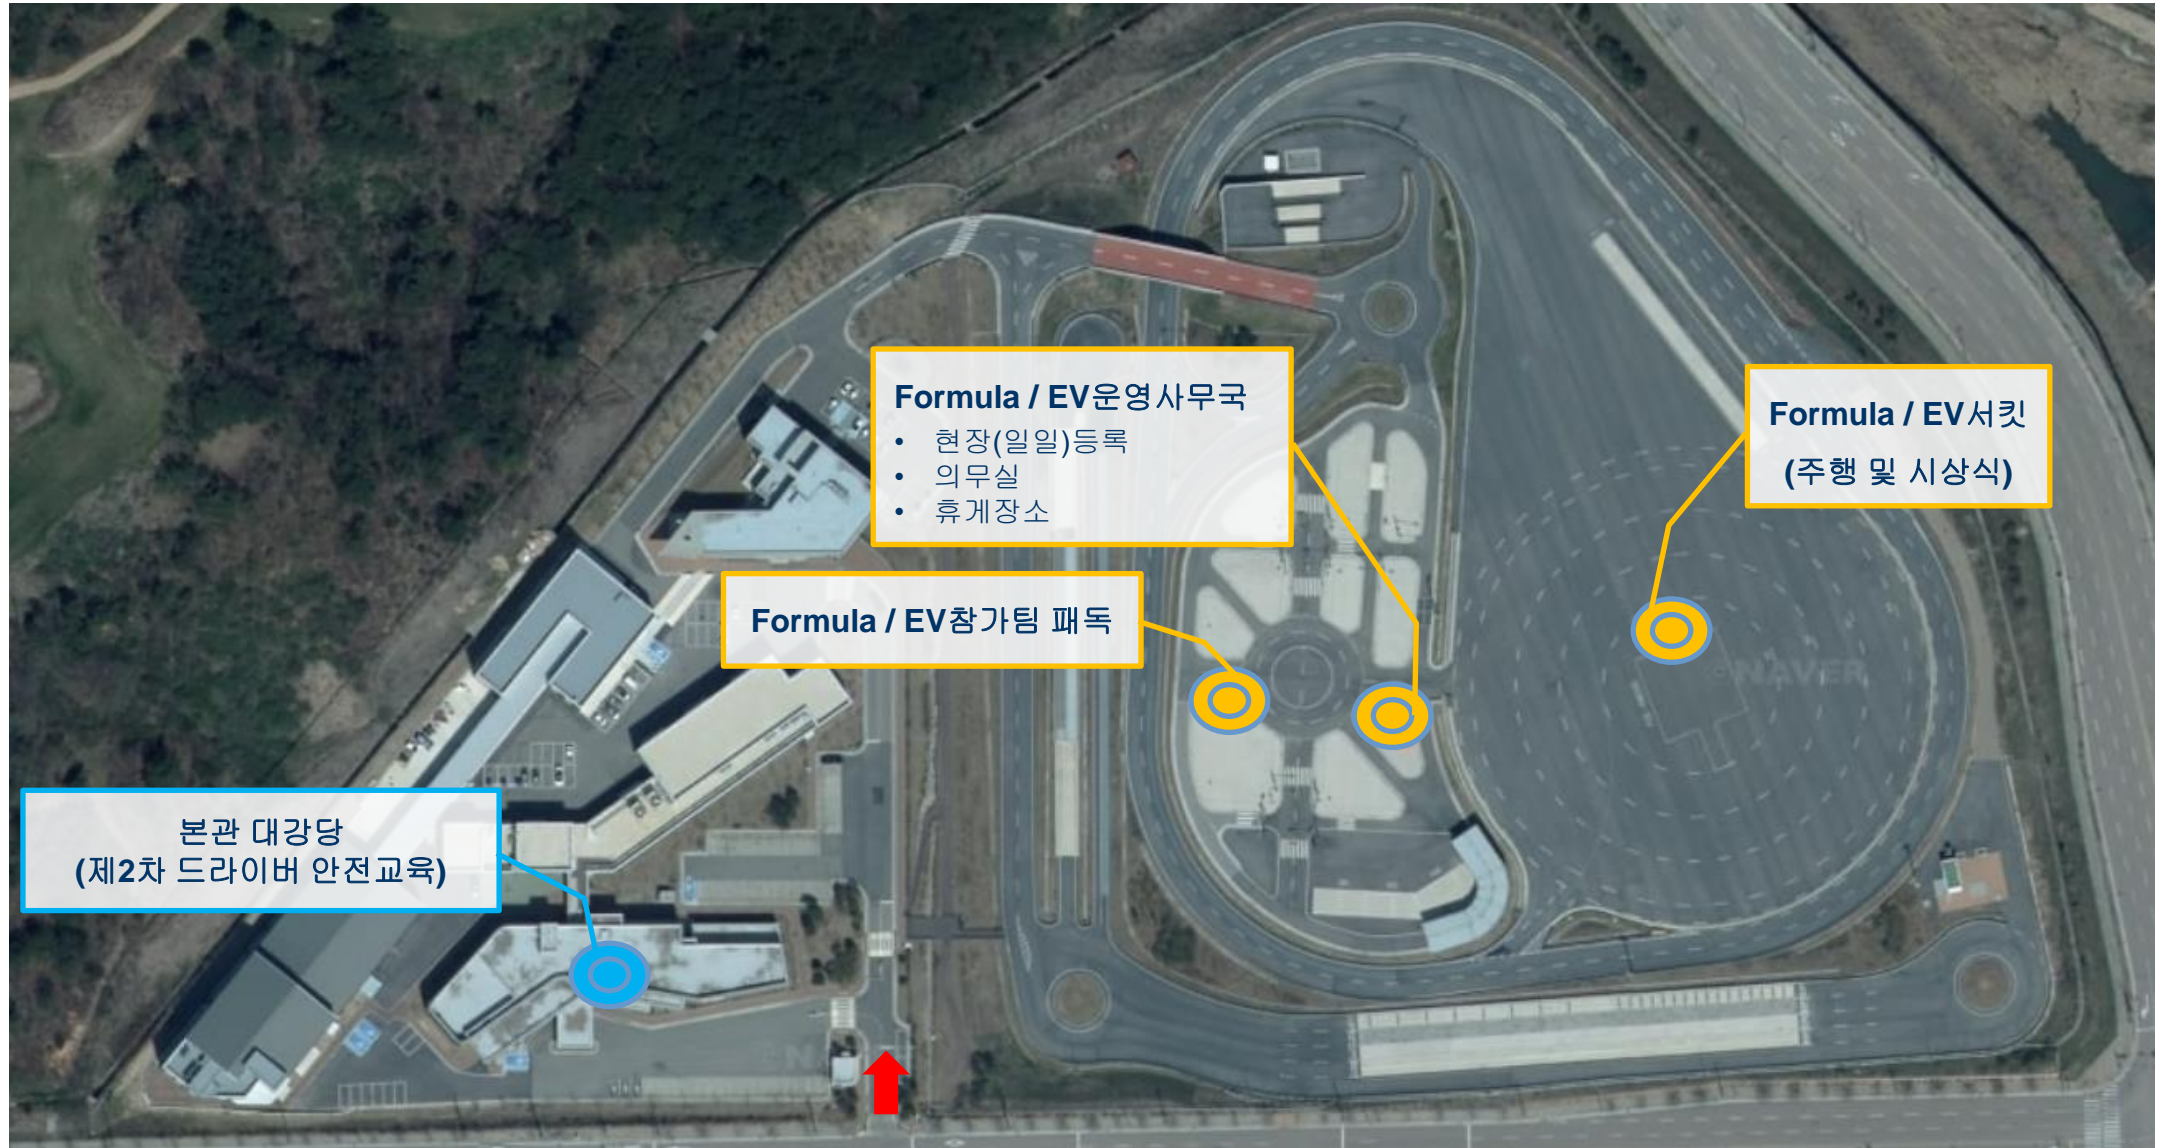 Formula / EV운영사무국
• 현장(일일)등록
• 의무실
• 휴게장소
Formula / EV서킷
(주행 및 시상식)
Formula / EV참가팀 패독
NAVER
본관 대강당
(제2차 드라이버 안전교육)